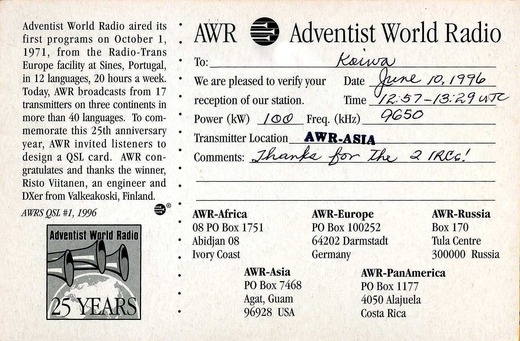 Adventist World Radio aired its
first programs on October 1,
1971, from the Radio-Trans
Europe facility at Sines, Portugal,
in 12 languages, 20 hours a week.
Today, AWR broadcasts from 17
transmitters on three continents in
more than 40 languages. To com-
memorate this 25th anniversary
year, AWR invited listeners to
design a QSL card. AWR con-
gratulates and thanks the winner,
Risto Viitanen, an engineer and
DXer from Valkeakoski, Finland.
AWRS QSL #1, 1996
®
Adventist World Radio
25 YEARS
AWR Adventist World Radio
To: Koiwa
We are pleased to verify your Date June 10, 1996
reception of our station. Time 12:57-13:29 UTC
Power (kW) 100 Freq. (kHz) 9650
Transmitter Location AWR-ASIA
Comments: Thanks for The 2 IRCs!
AWR-Africa
08 PO Box 1751
Abidjan 08
Ivory Coast
AWR-Europe
PO Box 100252
64202 Darmstadt
Germany
AWR-Russia
Box 170
Tula Centre
300000 Russia
AWR-Asia
PO Box 7468
Agat, Guam
96928 USA
AWR-PanAmerica
PO Box 1177
4050 Alajuela
Costa Rica